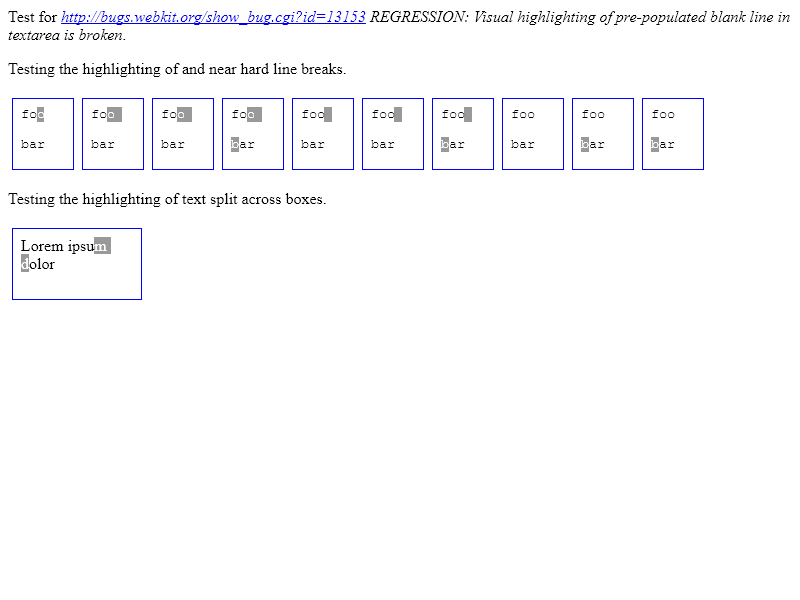 Test for http://bugs.webkit.org/show_bug.cgi?id=13153 REGRESSION: Visual highlighting of pre-populated blank line in
textarea is broken.
Testing the highlighting of and near hard line breaks.
foo foo foo foo foo foo foo foo foo foo
bar bar bar bar bar bar bar bar bar bar
Testing the highlighting of text split across boxes.
Lorem ipsum
dolor